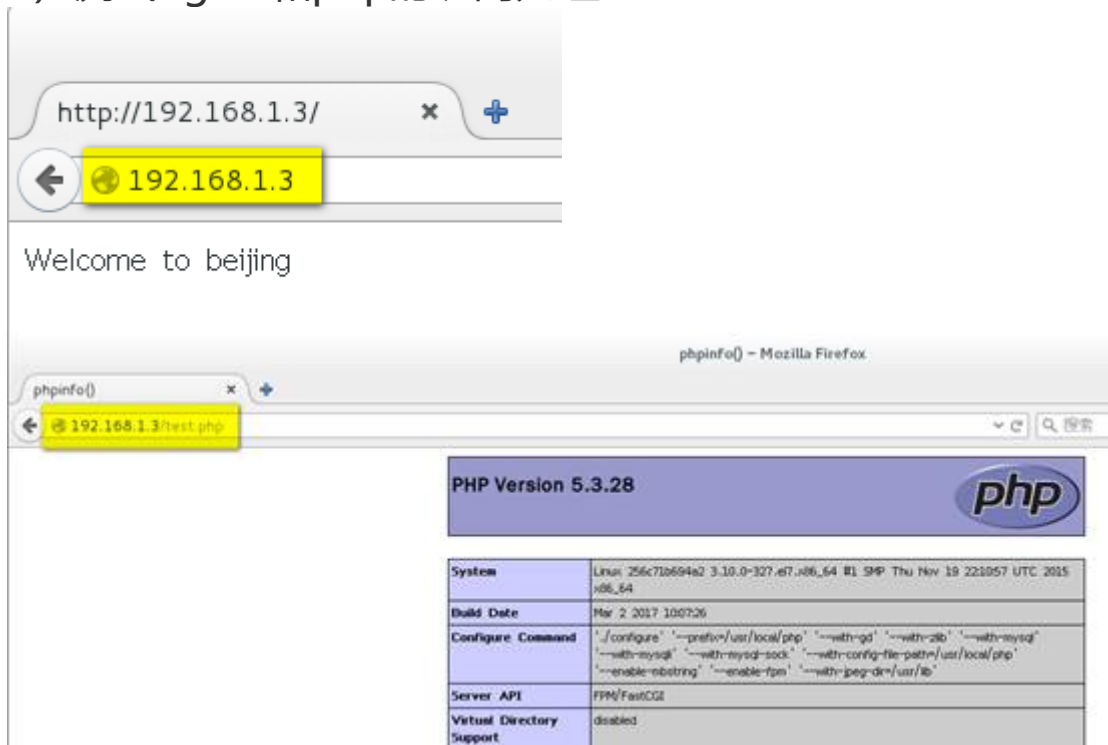 http://192.168.1.3/
192.168.1.3
Welcome to beijing
phpinfo() - Mozilla Firefox
phpinfo()
192.168.1.3/test.php
搜索
PHP Version 5.3.28
php
System
Linux 256c71b694a2 3.10.0-327.el7.x86_64 #1 SMP Thu Nov 19 22:10:57 UTC 2015
x86_64
Build Date
Mar 2 2017 10:07:26
Configure Command
'./configure' '--prefix=/usr/local/php' '--with-gd' '--with-zlib' '--with-mysql'
'--with-mysqli' '--with-mysql-sock' '--with-config-file-path=/usr/local/php'
'--enable-mbstring' '--enable-fpm' '--with-jpeg-dir=/usr/lib'
Server API
FPM/FastCGI
Virtual Directory
Support
disabled